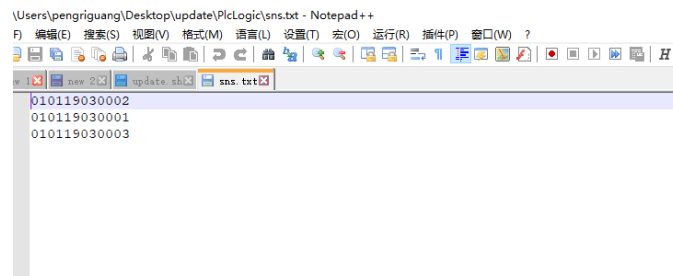 \Users\pengriguang\Desktop\update\PlcLogic\sns.txt - Notepad++
F) 编辑(E) 搜索(S) 视图(V) 格式(M) 语言(L) 设置(T) 宏(O) 运行(R) 插件(P) 窗口(W) ?
w 1 new 2 update.sh sns.txt
010119030002
010119030001
010119030003